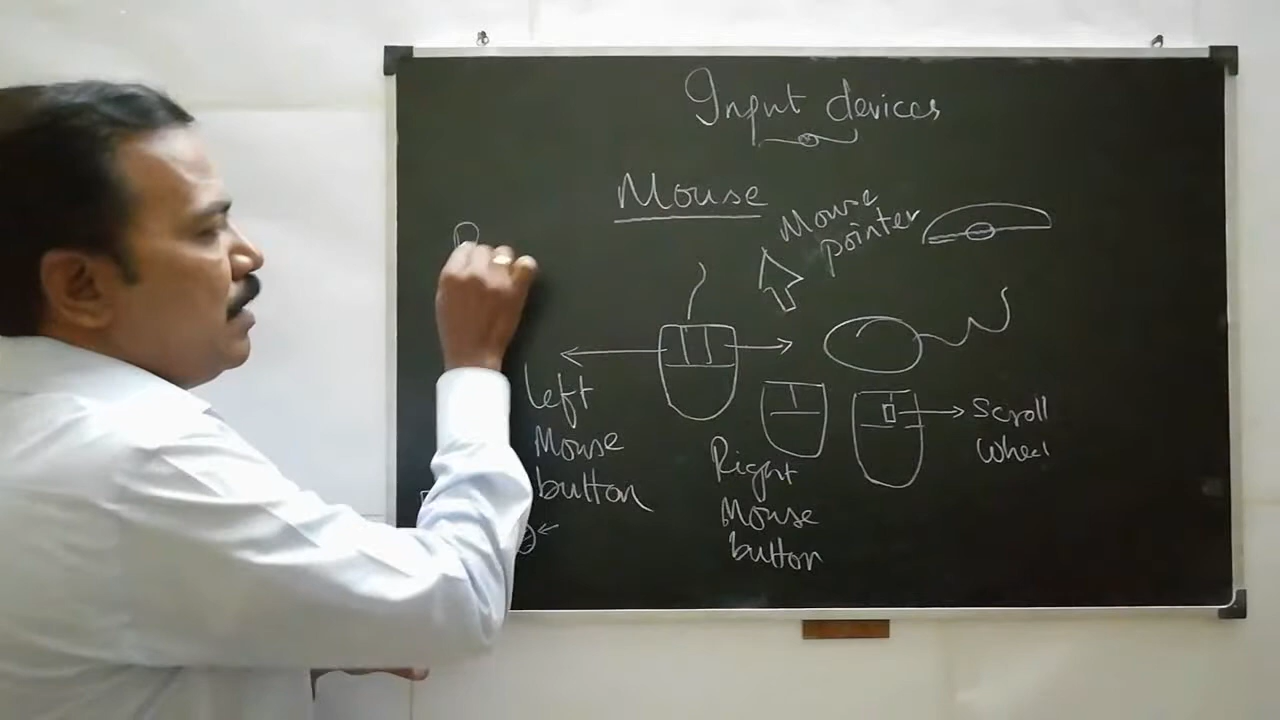 Input devices
Mouse
Mouse
pointer
Left
Mouse
button
Right
Mouse
button
Scroll
Wheel